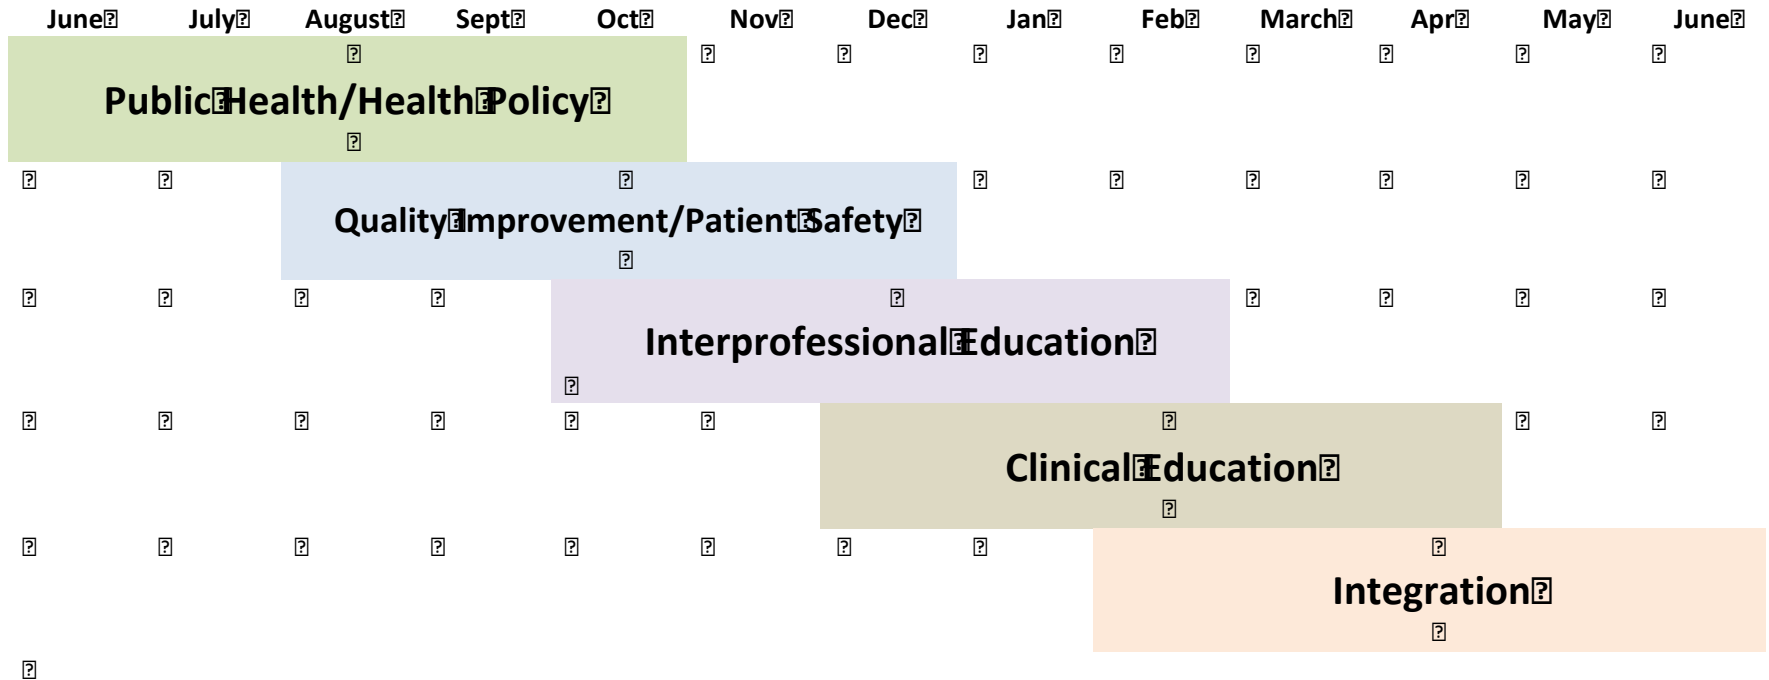 June July August Sept Oct Nov Dec Jan Feb March Apr May June
Public Health/Health Policy
Quality Improvement/Patient Safety
Interprofessional Education
Clinical Education
Integration